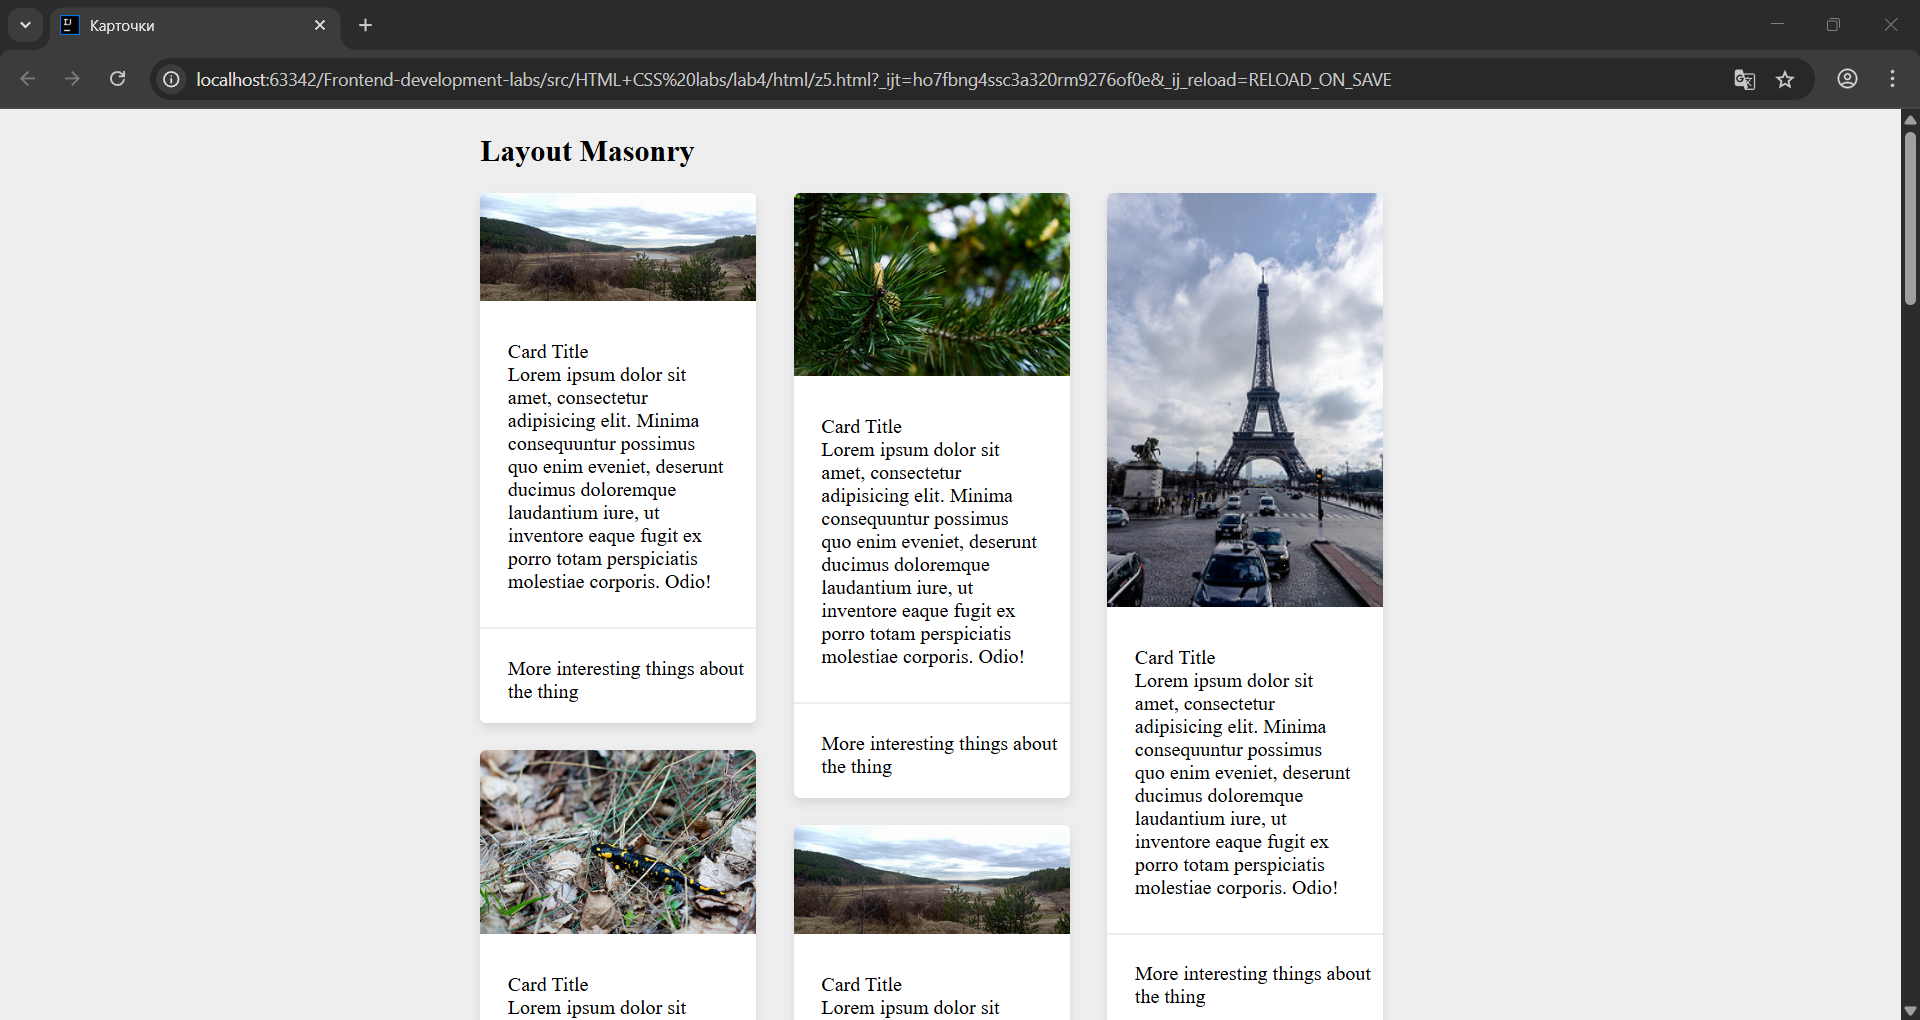 Карточки
localhost:63342/Frontend-development-labs/src/HTML+CSS%20labs/lab4/html/z5.html?_ijt=ho7fbng4ssc3a320rm9276of0e&_ij_reload=RELOAD_ON_SAVE
Layout Masonry
Card Title
Lorem ipsum dolor sit
amet, consectetur
adipisicing elit. Minima
consequuntur possimus
quo enim eveniet, deserunt
ducimus doloremque
laudantium iure, ut
inventore eaque fugit ex
porro totam perspiciatis
molestiae corporis. Odio!
More interesting things about
the thing
Card Title
Lorem ipsum dolor sit
Card Title
Lorem ipsum dolor sit
amet, consectetur
adipisicing elit. Minima
consequuntur possimus
quo enim eveniet, deserunt
ducimus doloremque
laudantium iure, ut
inventore eaque fugit ex
porro totam perspiciatis
molestiae corporis. Odio!
More interesting things about
the thing
Card Title
Lorem ipsum dolor sit
Card Title
Lorem ipsum dolor sit
amet, consectetur
adipisicing elit. Minima
consequuntur possimus
quo enim eveniet, deserunt
ducimus doloremque
laudantium iure, ut
inventore eaque fugit ex
porro totam perspiciatis
molestiae corporis. Odio!
More interesting things about
the thing